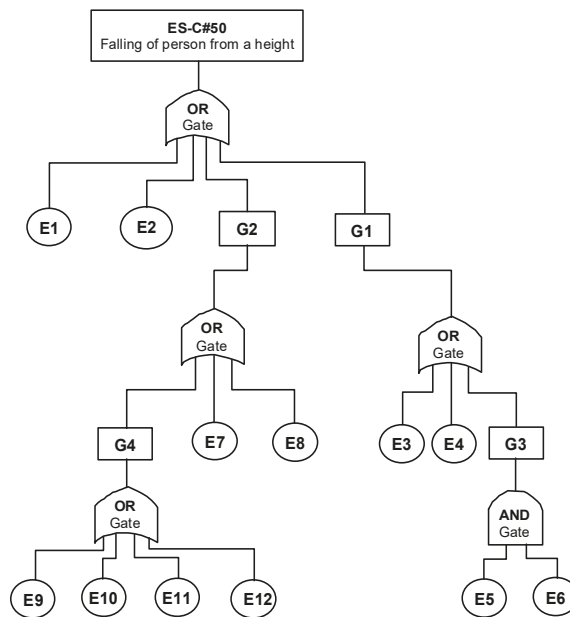 ES-C#50
Falling of person from a height
OR
Gate
E1
E2
G2
G1
OR
Gate
OR
Gate
G4
E7
E8
E3
E4
G3
OR
Gate
AND
Gate
E9
E10
E11
E12
E5
E6